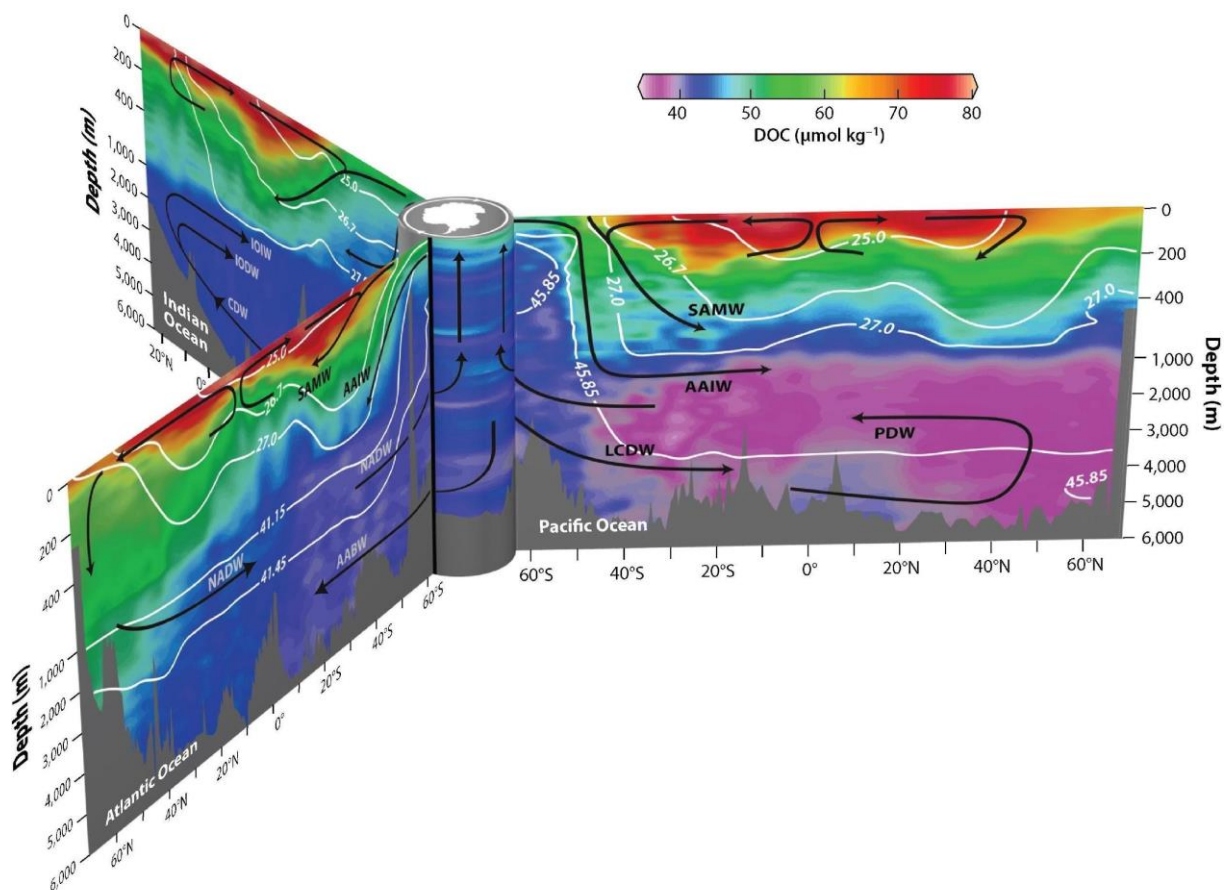 0
200
400
1,000
2,000
3,000
4,000
5,000
6,000
Depth (m)
25.0
26.7
27.
IOIW
IODW
CDW
Indian
Ocean
20°N
0°
40
50
60
70
80
DOC (µmol kg⁻¹)
0
200
400
1,000
2,000
3,000
4,000
5,000
6,000
Depth (m)
45.85
26.7
27.0
25.0
27.0
27.0
SAMW
AAIW
45.85
LCDW
PDW
45.85
Pacific Ocean
60°S
40°S
20°S
0°
20°N
40°N
60°N
25.0
26.7
SAMW
AAIW
27.0
NADW
41.15
NADW
41.45
AABW
0
200
400
1,000
2,000
3,000
4,000
5,000
6,000
Depth (m)
Atlantic Ocean
60°N
40°N
20°N
0°
20°S
40°S
60°S